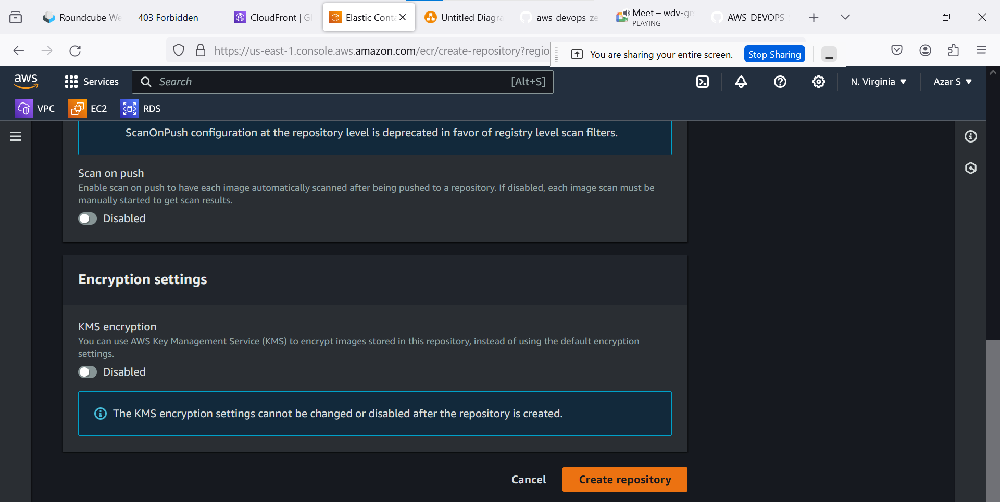 Roundcube We
403 Forbidden
CloudFront | Gl
Elastic Conta
Untitled Diagra
aws-devops-ze
Meet – wdv-grs
PLAYING
AWS-DEVOPS-
https://us-east-1.console.aws.amazon.com/ecr/create-repository?regio
You are sharing your entire screen.
Stop Sharing
aws
Services
Search
[Alt+S]
N. Virginia
Azar S
VPC
EC2
RDS
ScanOnPush configuration at the repository level is deprecated in favor of registry level scan filters.
Scan on push
Enable scan on push to have each image automatically scanned after being pushed to a repository. If disabled, each image scan must be
manually started to get scan results.
Disabled
Encryption settings
KMS encryption
You can use AWS Key Management Service (KMS) to encrypt images stored in this repository, instead of using the default encryption
settings.
Disabled
The KMS encryption settings cannot be changed or disabled after the repository is created.
Cancel
Create repository